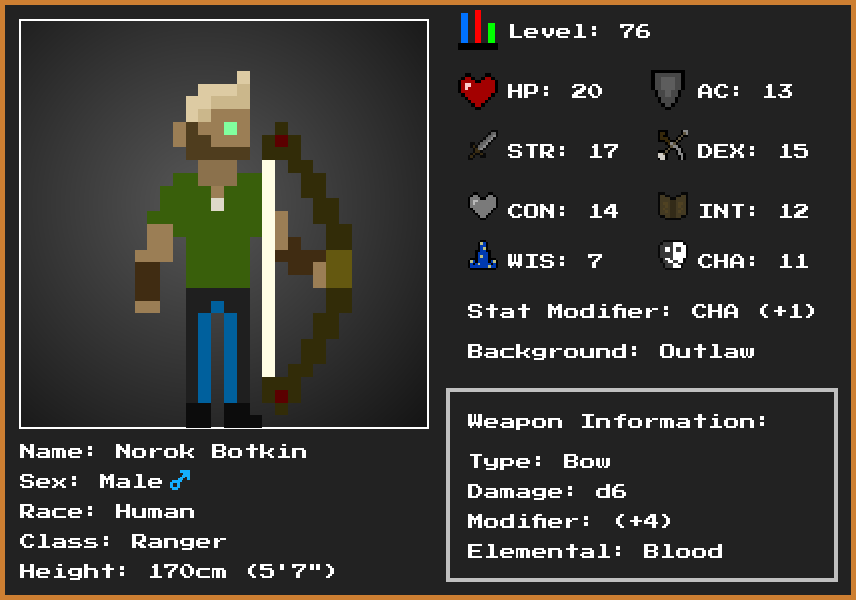 Level: 76
HP: 20 AC: 13
STR: 17 DEX: 15
CON: 14 INT: 12
WIS: 7 CHA: 11
Stat Modifier: CHA (+1)
Background: Outlaw
Weapon Information:
Type: Bow
Damage: d6
Modifier: (+4)
Elemental: Blood
Name: Norok Botkin
Sex: Male ♂
Race: Human
Class: Ranger
Height: 170cm (5'7")